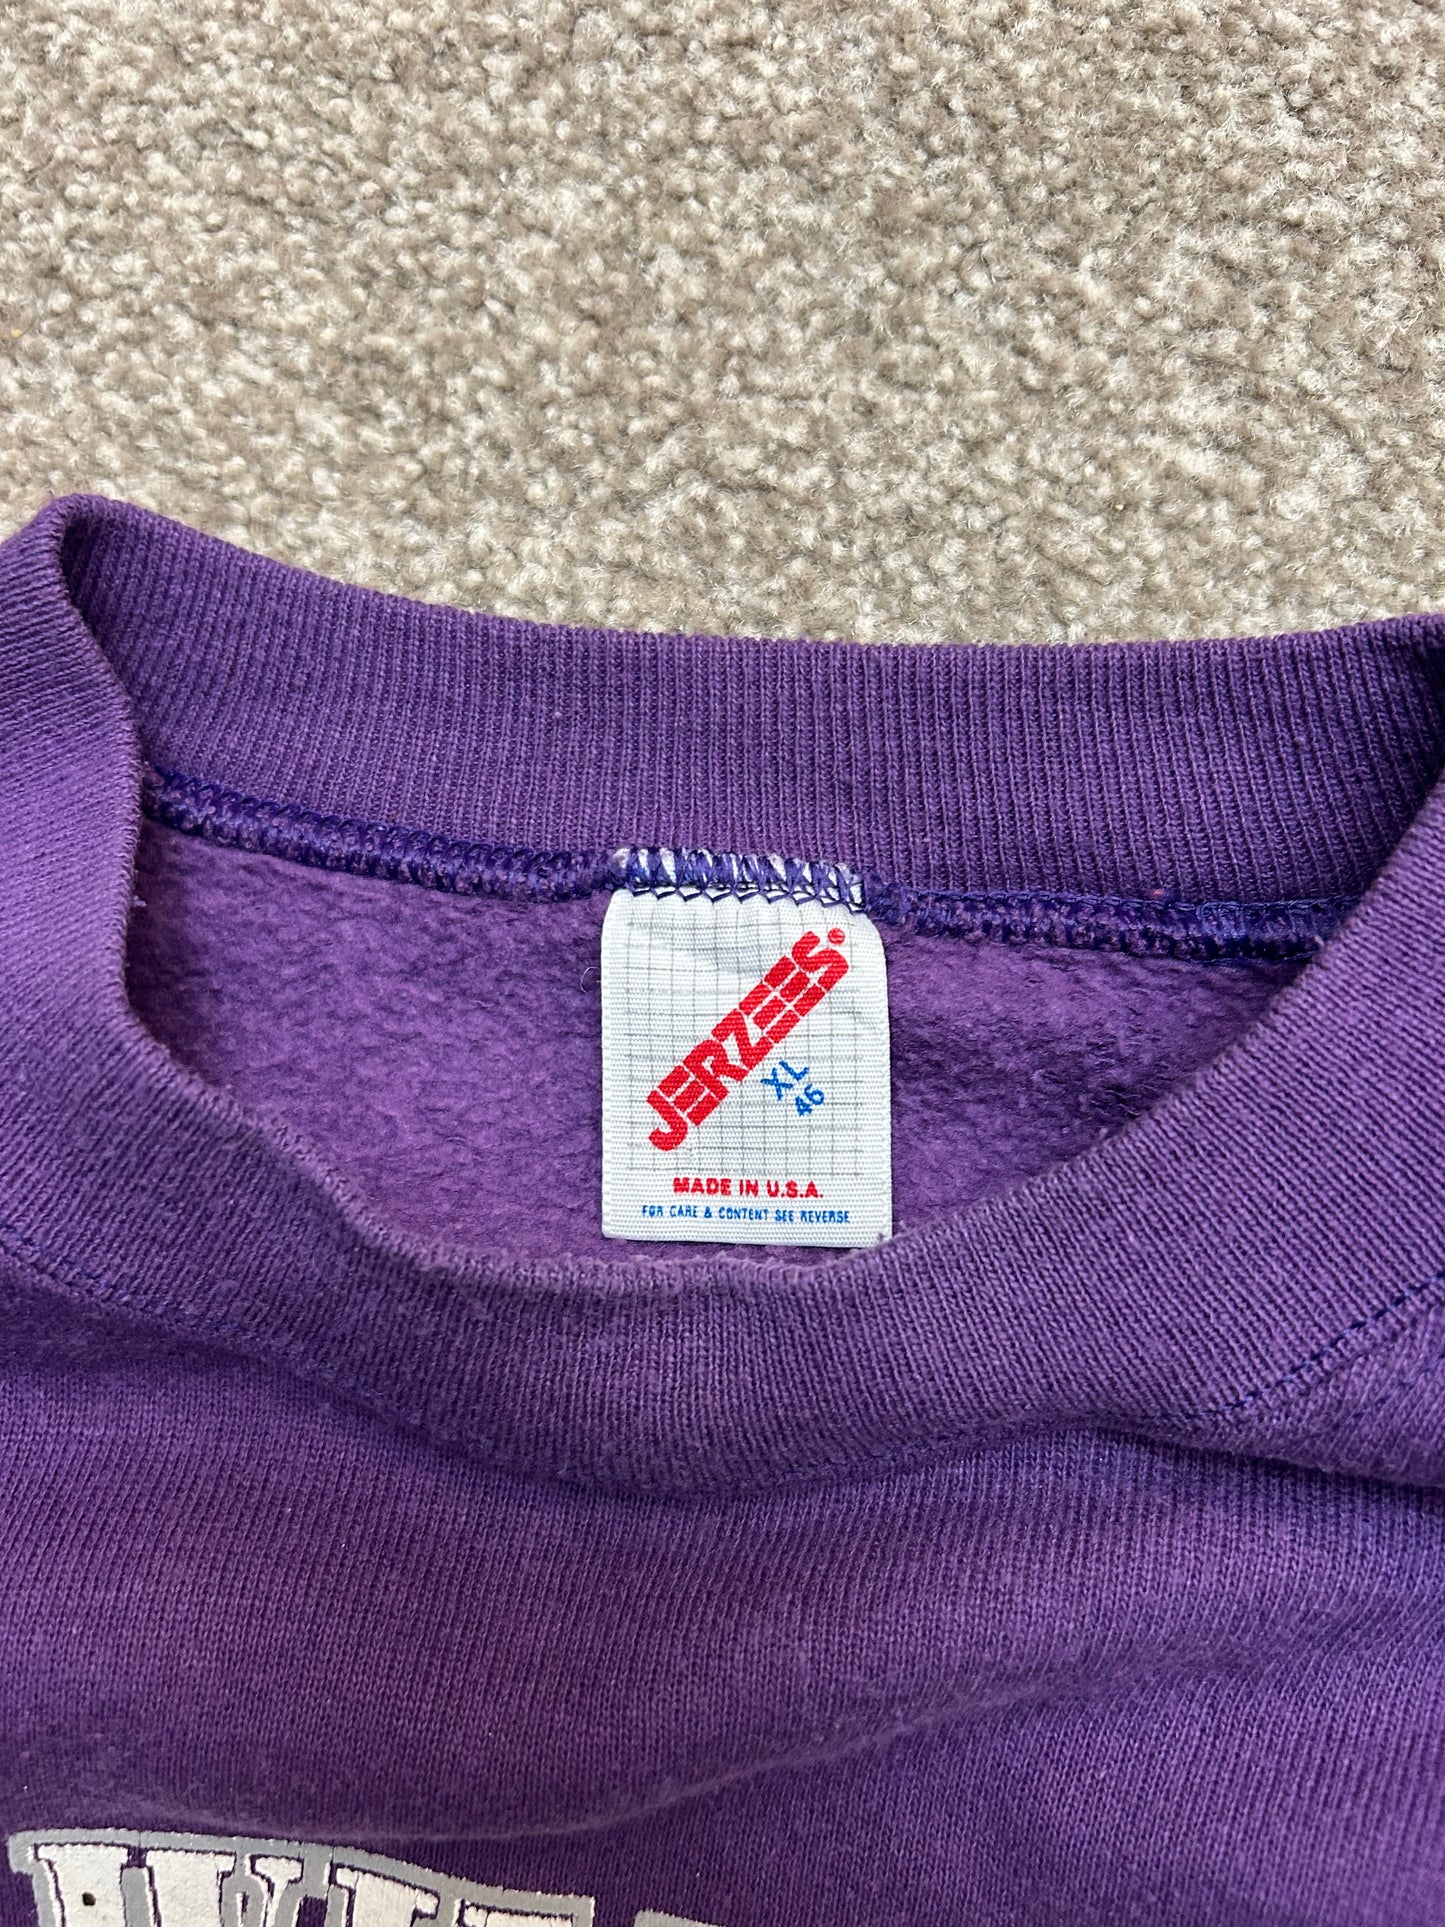 JERZEES
XL
46
MADE IN U.S.A.
FOR CARE & CONTENT SEE REVERSE